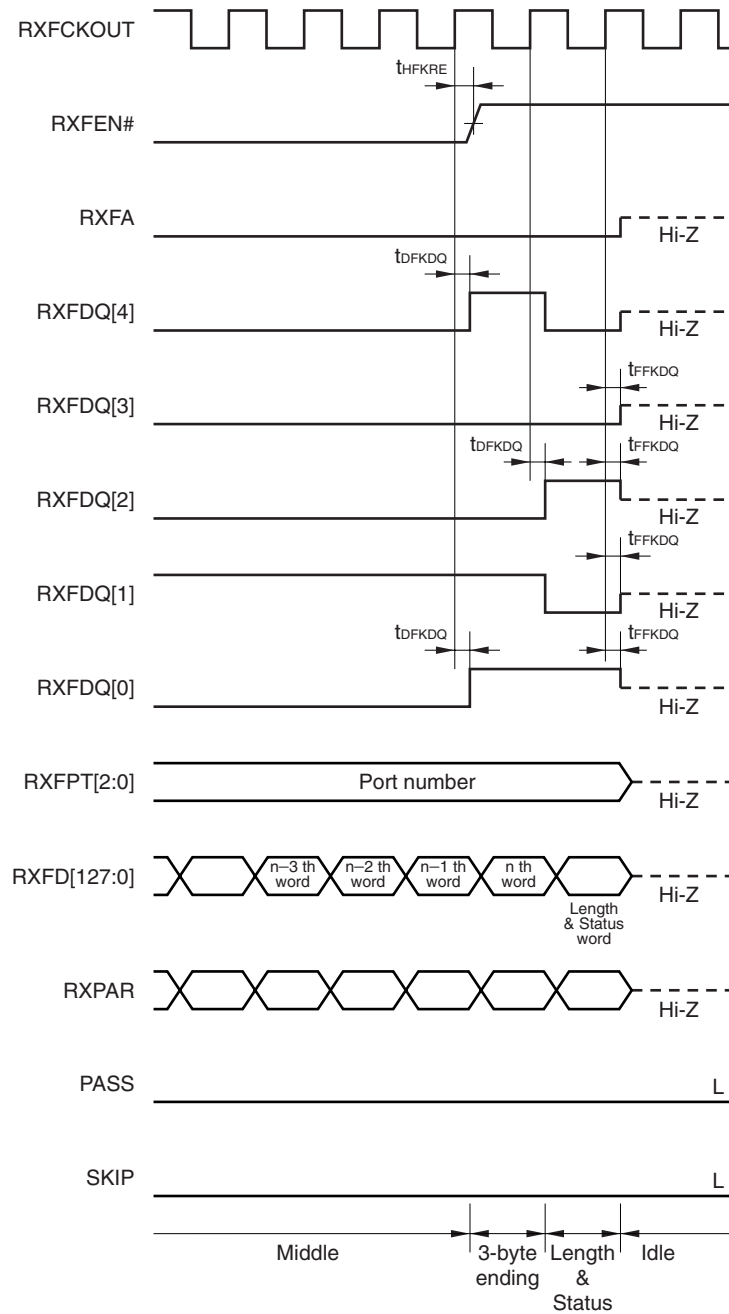 RXFCKOUT
tHFKRE
RXFEN#
RXFA
Hi-Z
tDFKDQ
RXFDQ[4]
Hi-Z
tFFKDQ
RXFDQ[3]
Hi-Z
tDFKDQ
tFFKDQ
RXFDQ[2]
Hi-Z
tFFKDQ
RXFDQ[1]
Hi-Z
tDFKDQ
tFFKDQ
RXFDQ[0]
Hi-Z
RXFPT[2:0]
Port number
Hi-Z
RXFD[127:0]
n–3 th
word
n–2 th
word
n–1 th
word
n th
word
Length
& Status
word
Hi-Z
RXPAR
Hi-Z
PASS
L
SKIP
L
Middle
3-byte
ending
Length
&
Status
Idle